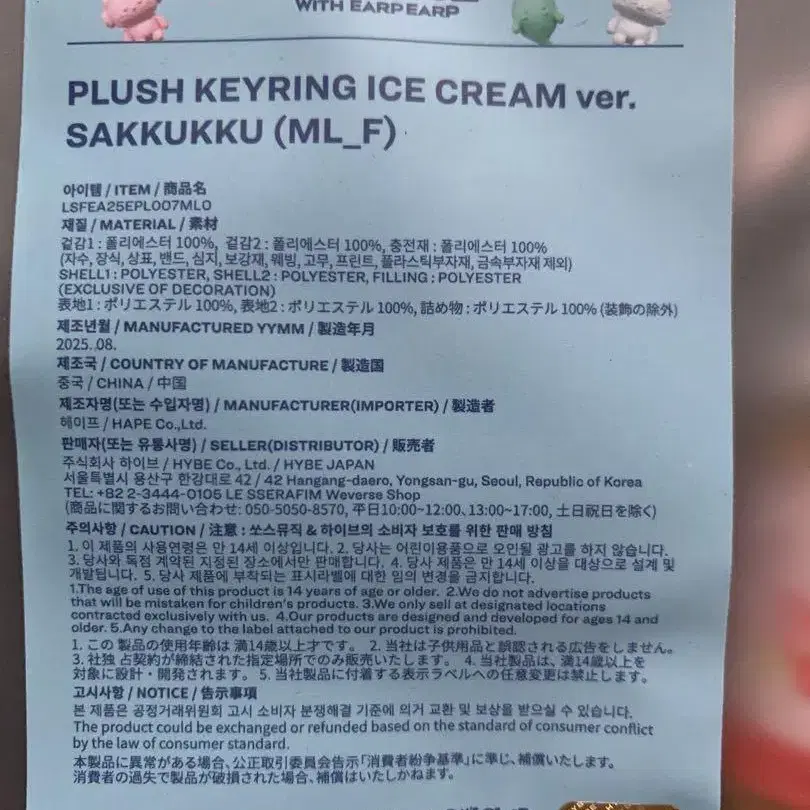 WITH EARPEARP
PLUSH KEYRING ICE CREAM ver.
SAKKUKKU (ML_F)
아이템 / ITEM / 商品名
LSFEA25EPL007ML0
재질 / MATERIAL / 素材
겉감1 : 폴리에스터 100%, 겉감2 : 폴리에스터 100%, 충전재 : 폴리에스터 100%
(자수, 장식, 상표, 밴드, 심지, 보강재, 웨빙, 고무, 프린트, 플라스틱부자재, 금속부자재 제외)
SHELL1 : POLYESTER, SHELL2 : POLYESTER, FILLING : POLYESTER
(EXCLUSIVE OF DECORATION)
表地1 : ポリエステル 100%, 表地2 : ポリエステル 100%, 詰め物 : ポリエステル 100% (装飾の除外)
제조년월 / MANUFACTURED YYMM / 製造年月
2025. 08.
제조국 / COUNTRY OF MANUFACTURE / 製造国
중국 / CHINA / 中国
제조자명(또는 수입자명) / MANUFACTURER(IMPORTER) / 製造者
헤이프 / HAPE Co.,Ltd.
판매자(또는 유통사명) / SELLER(DISTRIBUTOR) / 販売者
주식회사 하이브 / HYBE Co., Ltd. / HYBE JAPAN
서울특별시 용산구 한강대로 42 / 42 Hangang-daero, Yongsan-gu, Seoul, Republic of Korea
TEL: +82 2-3444-0105 LE SSERAFIM Weverse Shop
(商品に関するお問い合わせ: 050-5050-8570, 平日10:00~12:00、13:00~17:00, 土日祝日を除く)
주의사항 / CAUTION / 注意 : 쏘스뮤직 & 하이브의 소비자 보호를 위한 판매 방침
1. 이 제품의 사용연령은 만 14세 이상입니다. 2. 당사는 어린이용품으로 오인될 광고를 하지 않습니다.
3. 당사와 독점 계약된 지정된 장소에서만 판매합니다. 4. 당사 제품은 만 14세 이상을 대상으로 설계 및
개발됩니다. 5. 당사 제품에 부착되는 표시라벨에 대한 임의 변경을 금지합니다.
1.The age of use of this product is 14 years of age or older. 2.We do not advertise products
that will be mistaken for children's products. 3.We only sell at designated locations
contracted exclusively with us. 4.Our products are designed and developed for ages 14 and
older. 5.Any change to the label attached to our product is prohibited.
1. この 製品の使用年齢は 満14歳以上才です。 2. 当社は子供用品と誤認される広告をしません。
3. 社独 占契約が締結された指定場所でのみ販売いたします。 4. 当社製品は、満14歳以上を
対象に設計・開発されます。 5. 当社製品に付着する表示ラベルへの任意変更は禁止します。
고시사항 / NOTICE / 告示事項
본 제품은 공정거래위원회 고시 소비자 분쟁해결 기준에 의거 교환 및 보상을 받으실 수 있습니다.
The product could be exchanged or refunded based on the standard of consumer conflict
by the law of consumer standard.
本製品に異常がある場合、公正取引委員会告示「消費者紛争基準」に準じ、補償いたします。
消費者の過失で製品が破損された場合、補償はいたしかねます。